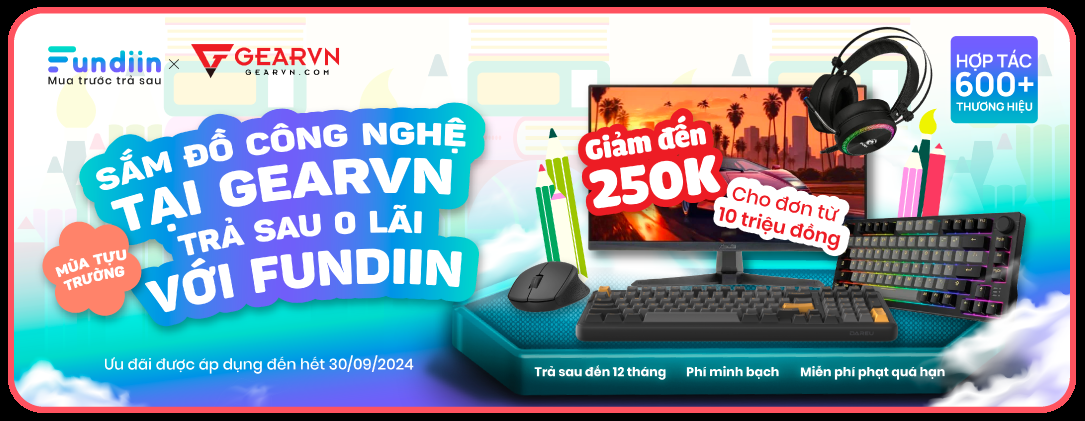 Fundiin
Mua trước trả sau
×
GEARVN
GEARVN.COM
HỢP TÁC
600+
THƯƠNG HIỆU
SẮM ĐỒ CÔNG NGHỆ
TẠI GEARVN
TRẢ SAU 0 LÃI
VỚI FUNDIIN
MÙA TỰU
TRƯỜNG
Giảm đến
250K
Cho đơn từ
10 triệu đồng
Ưu đãi được áp dụng đến hết 30/09/2024
Trả sau đến 12 tháng
Phí minh bạch
Miễn phí phạt quá hạn
DAREU